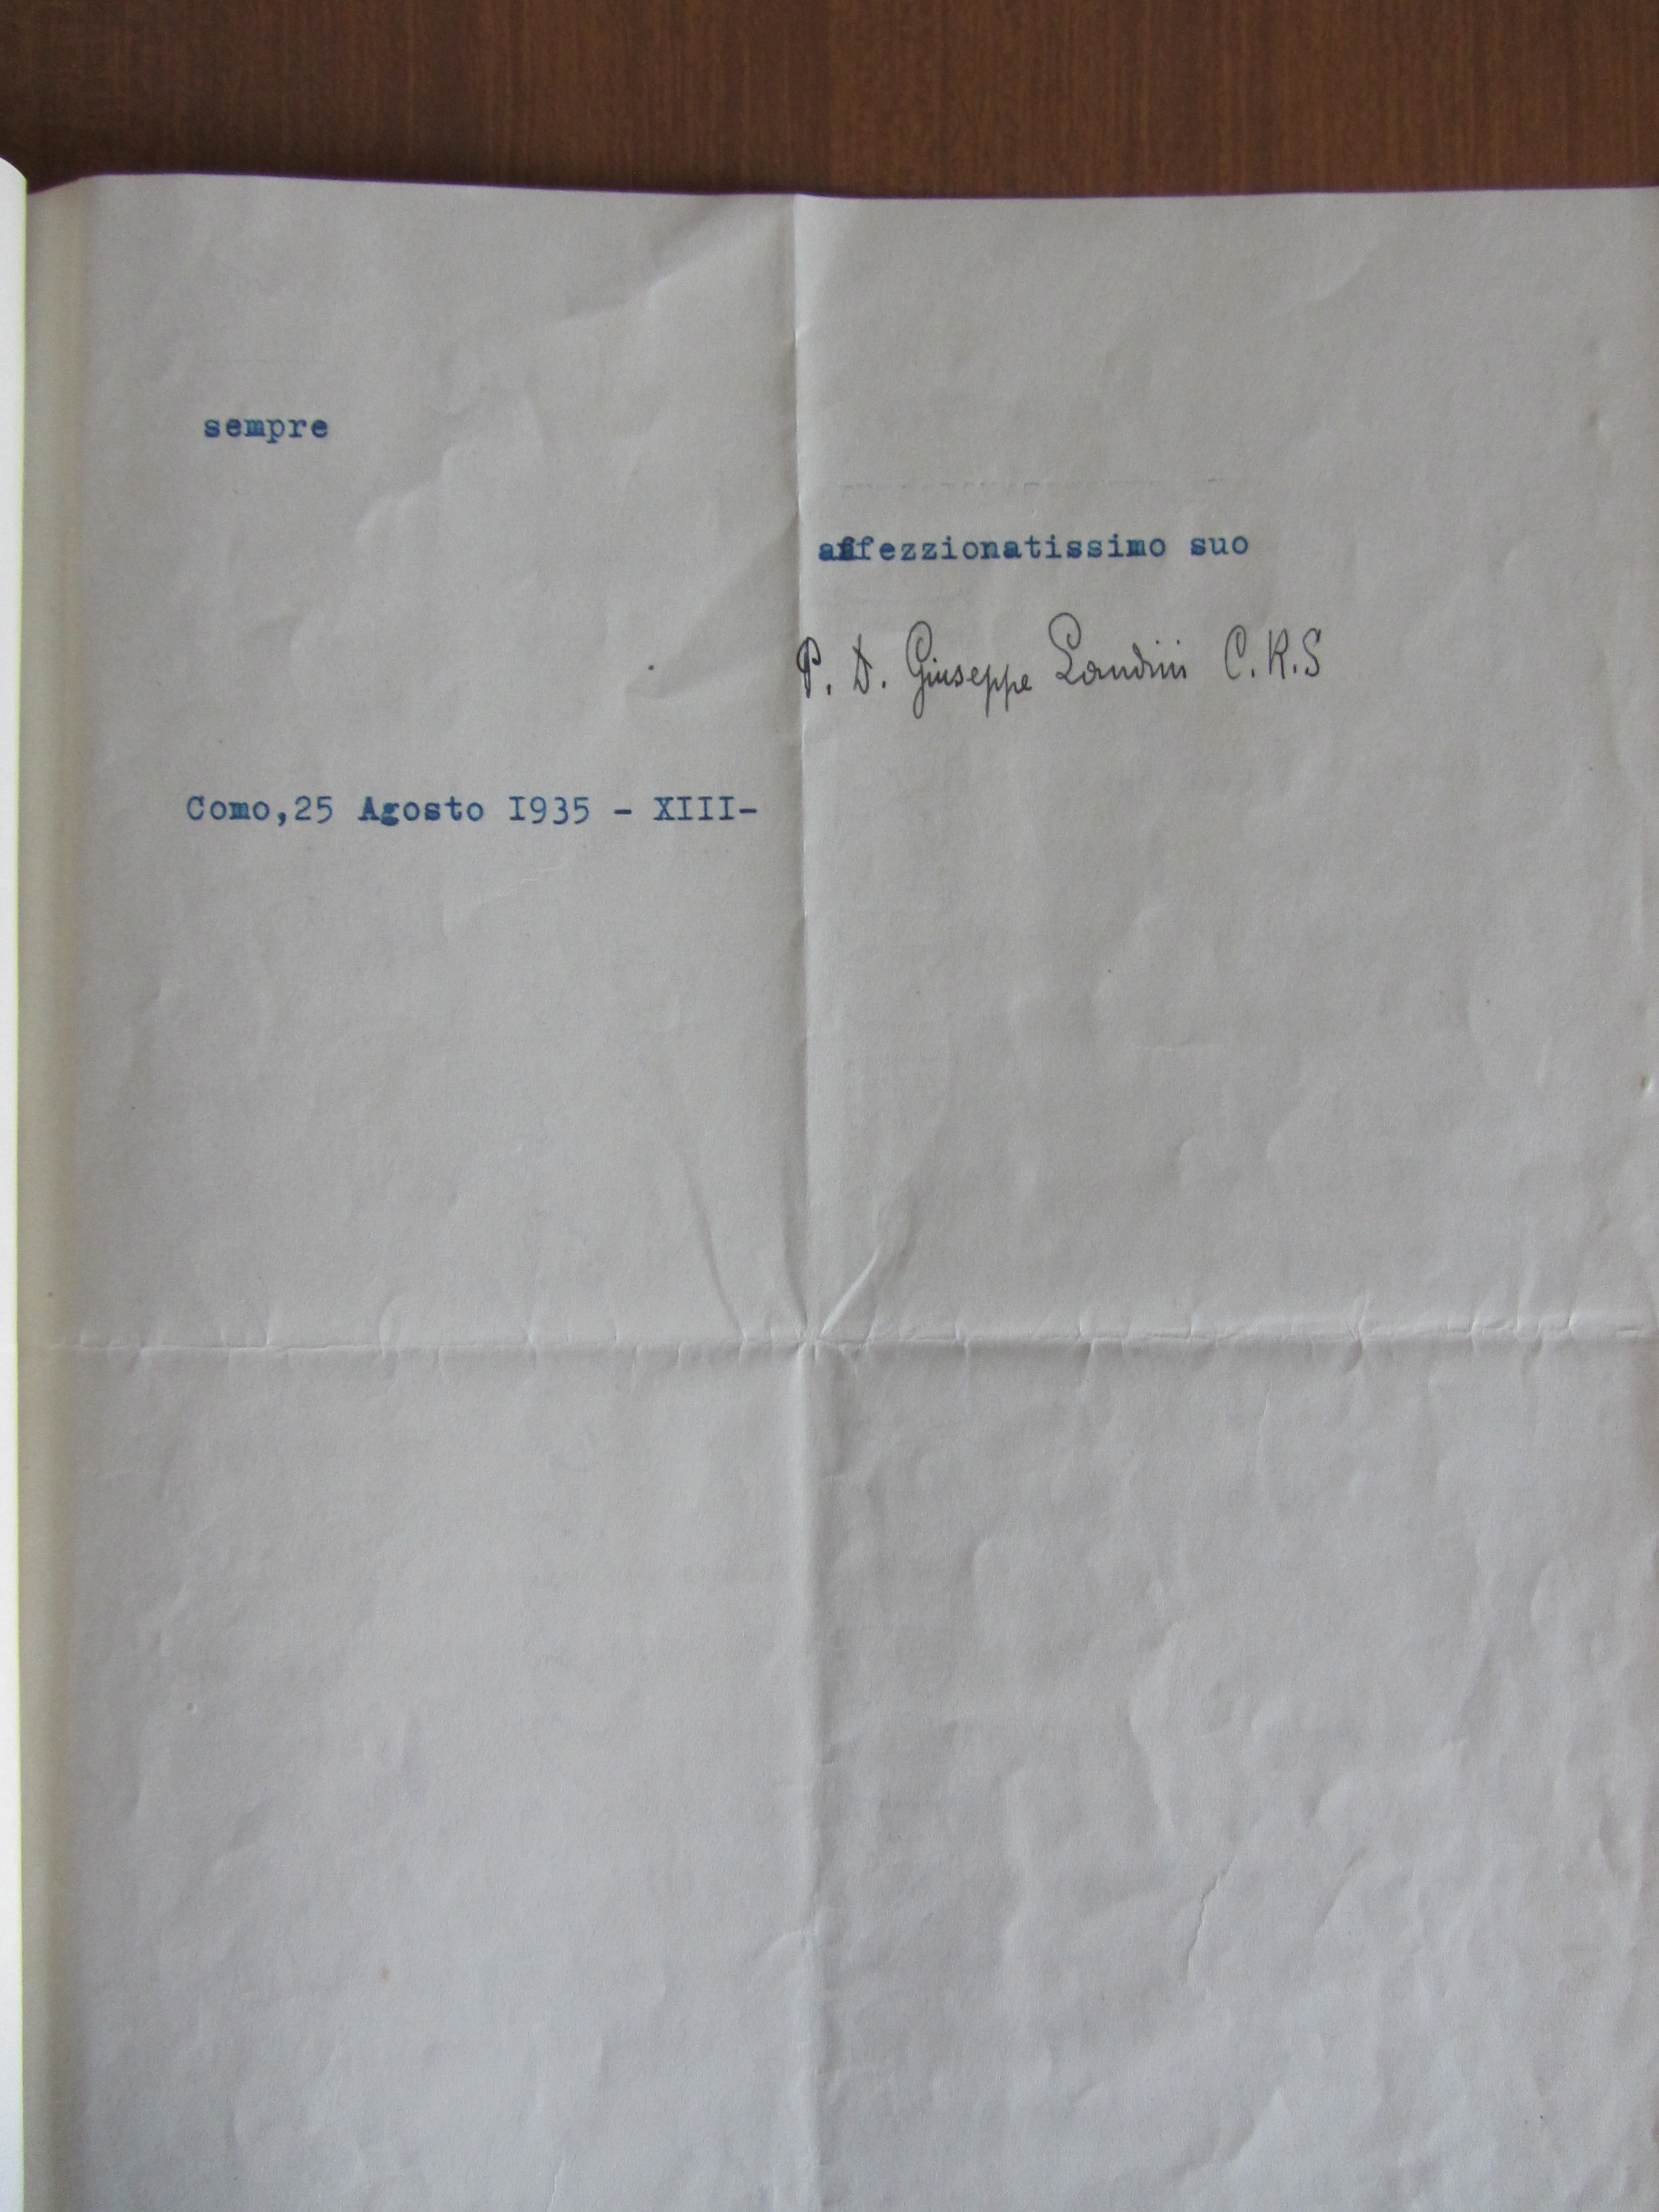 sempre
affezzionatissimo suo
P. D. Giuseppe Landini C.R.S
Como,25 Agosto I935 - XIII-